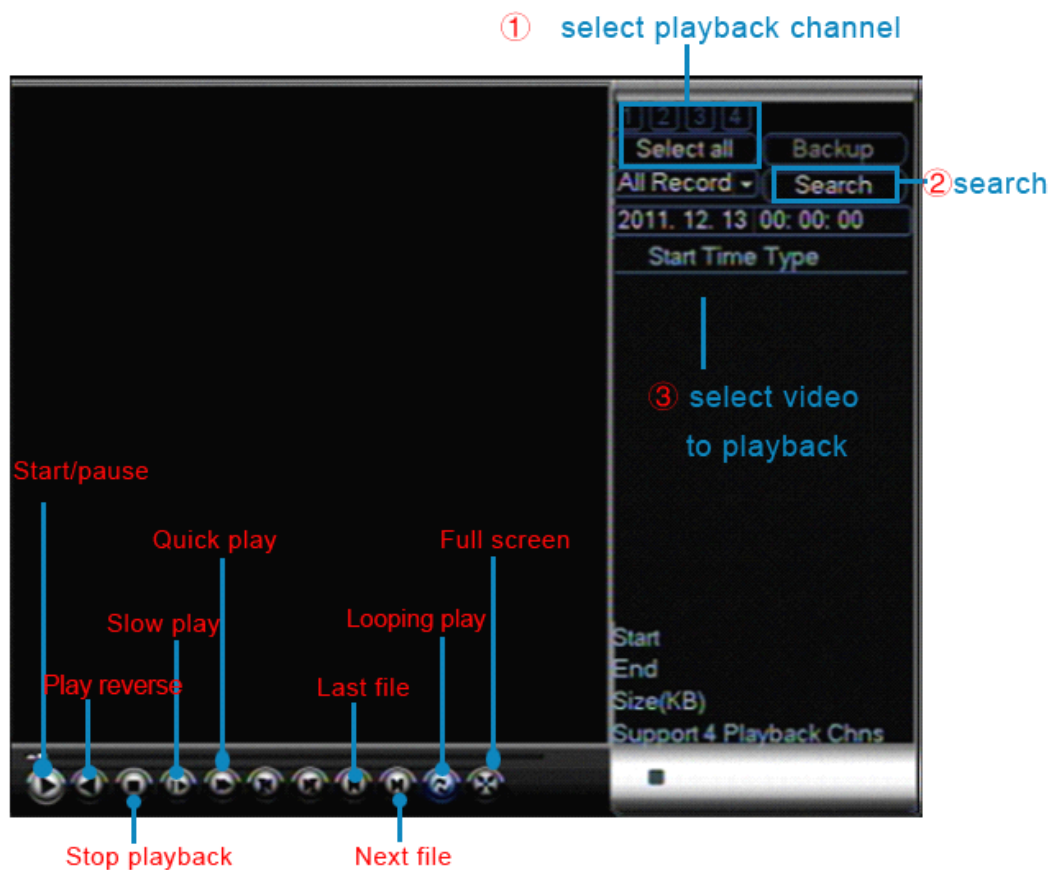 ① select playback channel
1 2 3 4
Select all Backup
All Record Search
②search
2011. 12. 13 00: 00: 00
Start Time Type
③ select video
to playback
Start/pause
Quick play
Full screen
Slow play
Looping play
Play reverse
Last file
Start
End
Size(KB)
Support 4 Playback Chns
Stop playback
Next file